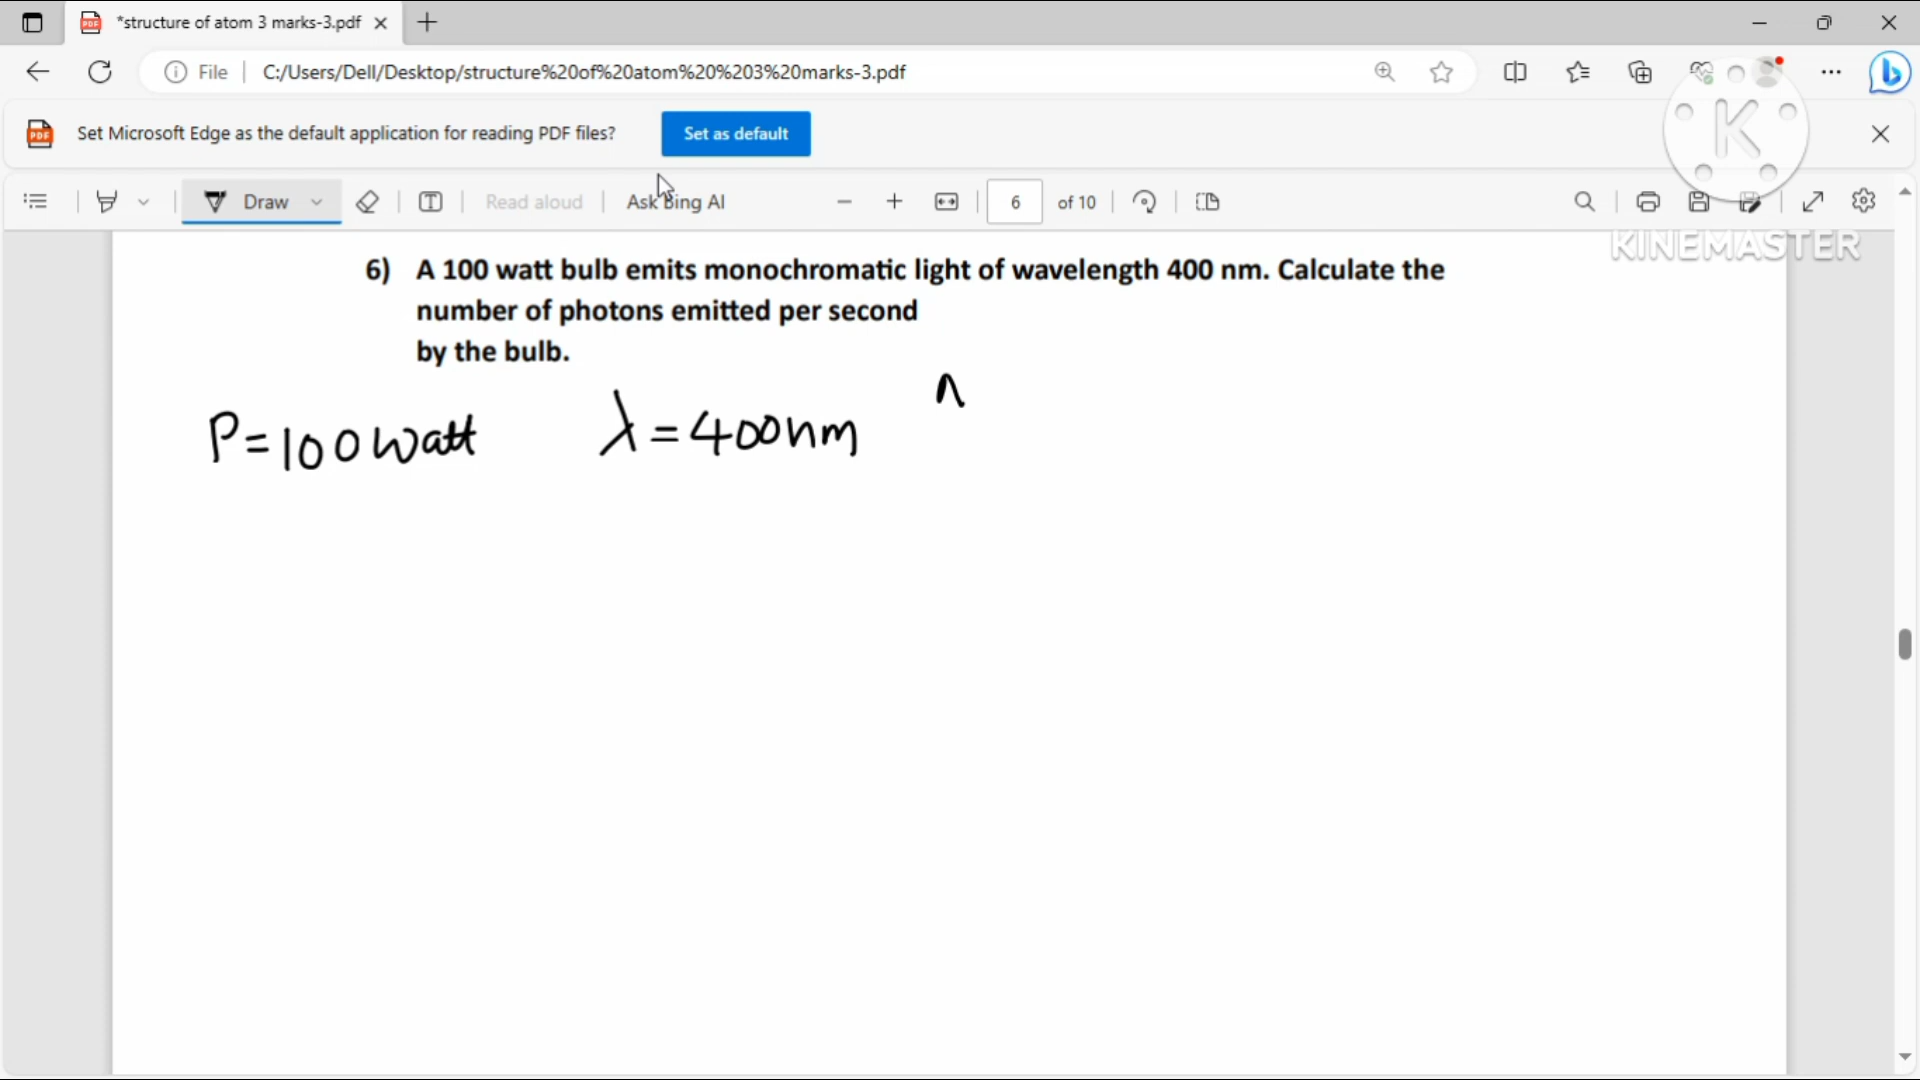 *structure of atom 3 marks-3.pdf
File C:/Users/Dell/Desktop/structure%20of%20atom%20%203%20marks-3.pdf
Set Microsoft Edge as the default application for reading PDF files? Set as default
Draw Read aloud Ask Bing AI 6 of 10
KINEMASTER
6) A 100 watt bulb emits monochromatic light of wavelength 400 nm. Calculate the
number of photons emitted per second
by the bulb.
P=100 watt λ=400nm n